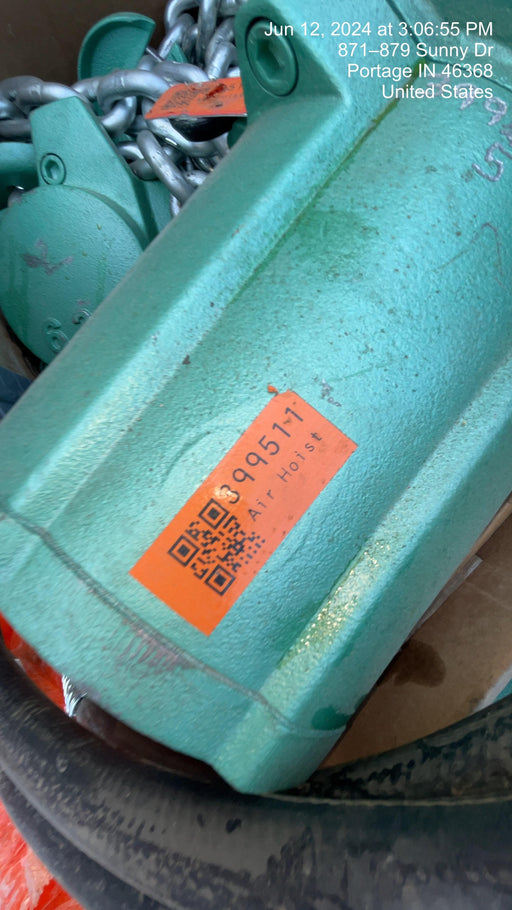 Jun 12, 2024 at 3:06:55 PM
871–879 Sunny Dr
Portage IN 46368
United States
399511
Air Hoist